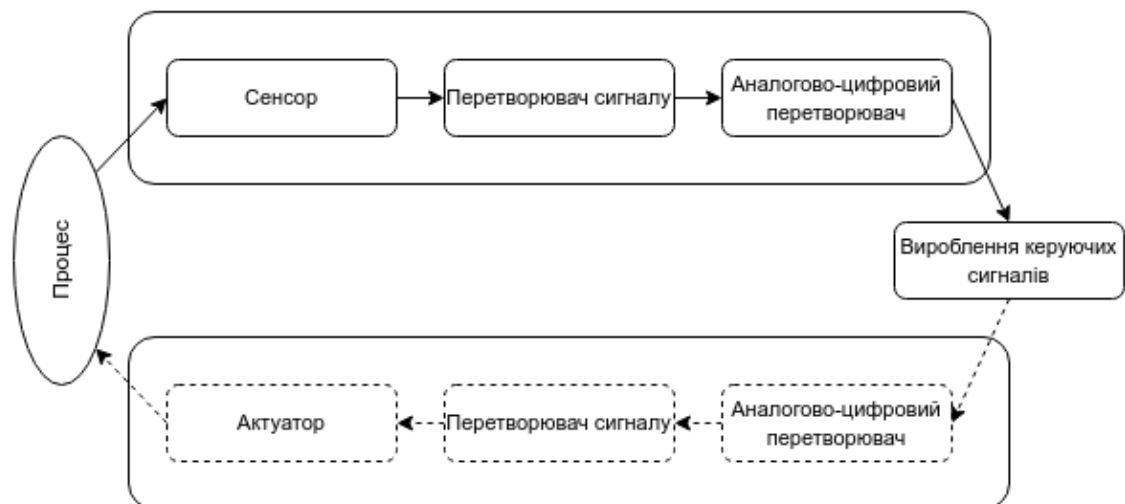 Сенсор
Перетворювач сигналу
Аналогово-цифровий
перетворювач
Процес
Вироблення керуючих
сигналів
Актуатор
Перетворювач сигналу
Аналогово-цифровий
перетворювач